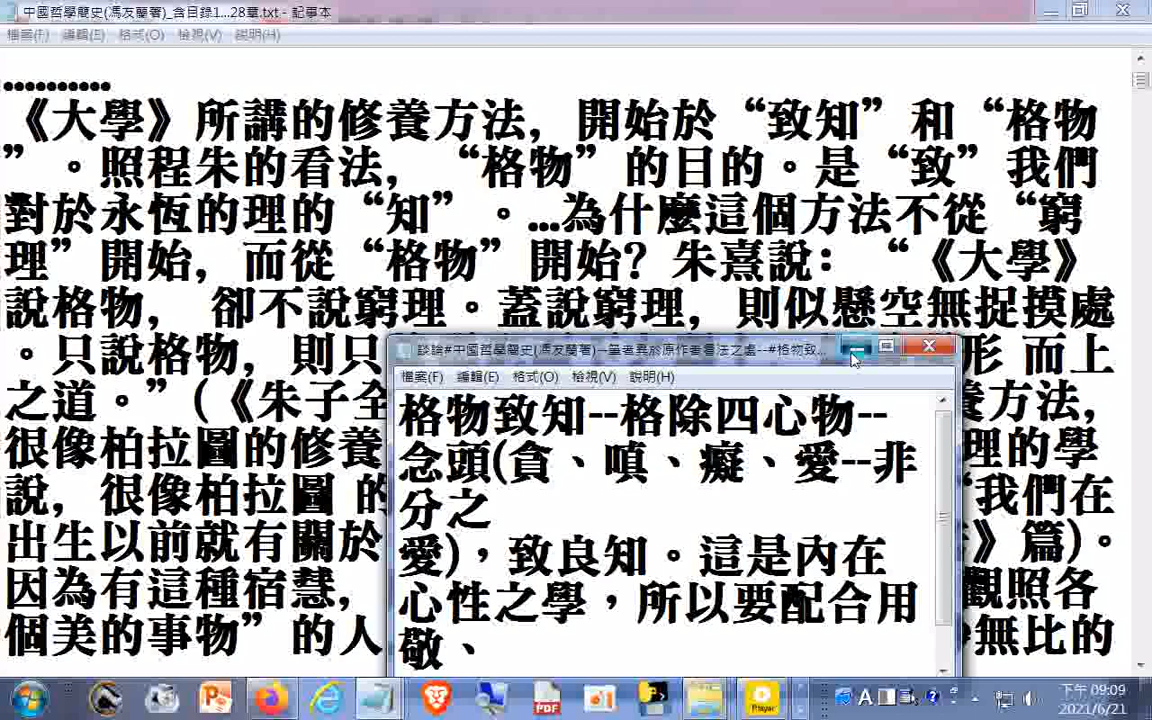 中國哲學簡史(馮友蘭著)_含目錄1...28章.txt - 記事本
檔案(F) 編輯(E) 格式(O) 檢視(V) 說明(H)
..........
《大學》所講的修養方法，開始於“致知”和“格物
”。照程朱的看法，“格物”的目的。是“致”我們
對於永恆的理的“知”。...為什麼這個方法不從“窮
理”開始，而從“格物”開始？朱熹說：“《大學》
說格物， 卻不說窮理。蓋說窮理，則似懸空無捉摸處
。只說格物，則只 形 而上
之道。”(《朱子全 養方法，
很像柏拉圖的修養 理的學
說，很像柏拉圖 的 “我們在
出生以前就有關於 》篇)。
因為有這種宿慧， 觀照各
個美的事物”的人 無比的
談論#中國哲學簡史(馮友蘭著)--筆者異於原作者看法之處--#格物致...
檔案(F) 編輯(E) 格式(O) 檢視(V) 說明(H)
格物致知--格除四心物--
念頭(貪、嗔、癡、愛--非
分之
愛)，致良知。這是內在
心性之學，所以要配合用
敬、
PDF
Player
下午 09:09
2021/6/21